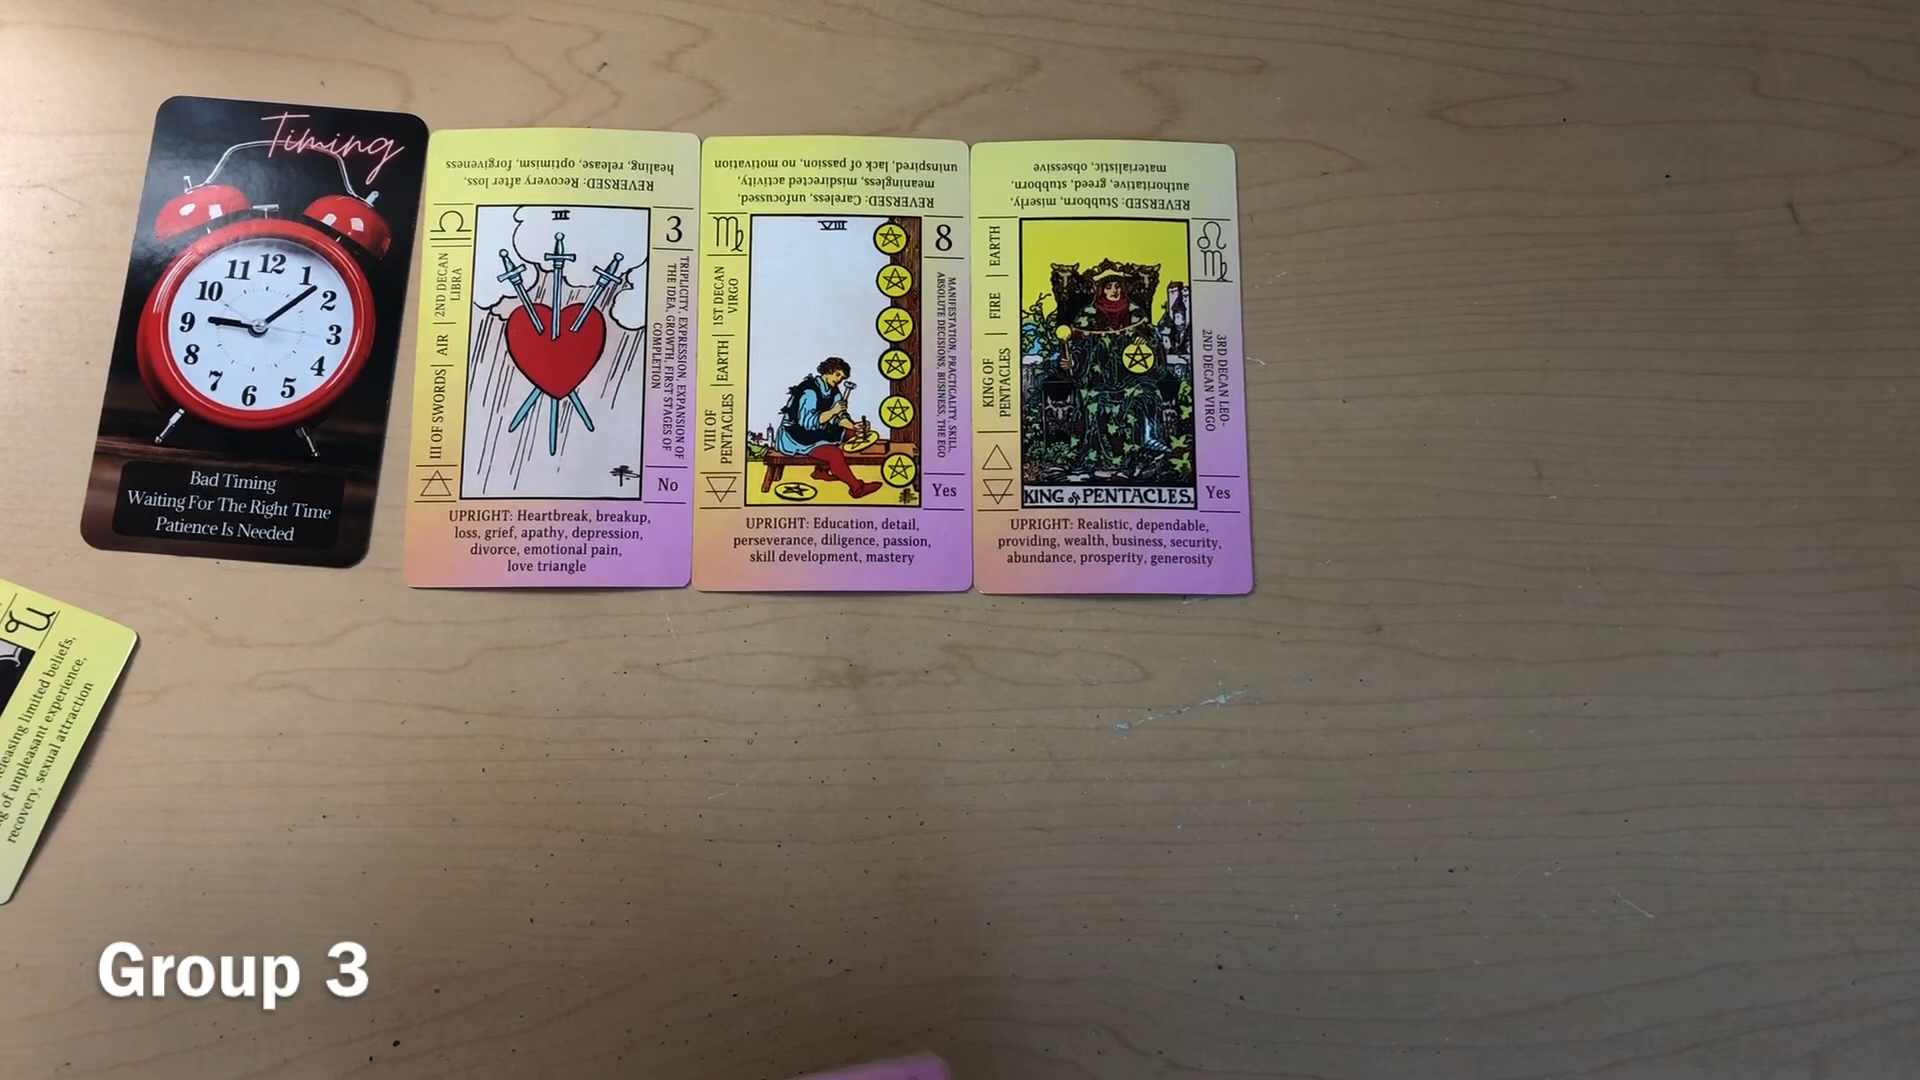 Timing
11 12 1
10 2
9 3
8 4
7 6 5
Bad Timing
Waiting For The Right Time
Patience Is Needed
REVERSED: Recovery after loss,
healing, release, optimism, forgiveness
III
3
2ND DECAN
LIBRA
AIR
III OF SWORDS
TRIPLICITY, EXPRESSION, EXPANSION OF
THE IDEA, GROWTH, FIRST STAGES OF
COMPLETION
No
UPRIGHT: Heartbreak, breakup,
loss, grief, apathy, depression,
divorce, emotional pain,
love triangle
REVERSED: Careless, unfocussed,
meaningless, misdirected activity,
uninspired, lack of passion, no motivation
VIII
8
1ST DECAN
VIRGO
EARTH
VIII OF
PENTACLES
MANIFESTATION, PRACTICALITY, SKILL,
ABSOLUTE DECISIONS, BUSINESS, THE EGO
Yes
UPRIGHT: Education, detail,
perseverance, diligence, passion,
skill development, mastery
REVERSED: Stubborn, miserly,
authoritative, greed, stubborn,
materialistic, obsessive
EARTH
FIRE
KING OF
PENTACLES
3RD DECAN LEO-
2ND DECAN VIRGO
KING of PENTACLES.
Yes
UPRIGHT: Realistic, dependable,
providing, wealth, business, security,
abundance, prosperity, generosity
limited beliefs,
of unpleasant experience,
recovery, sexual attraction
Group 3